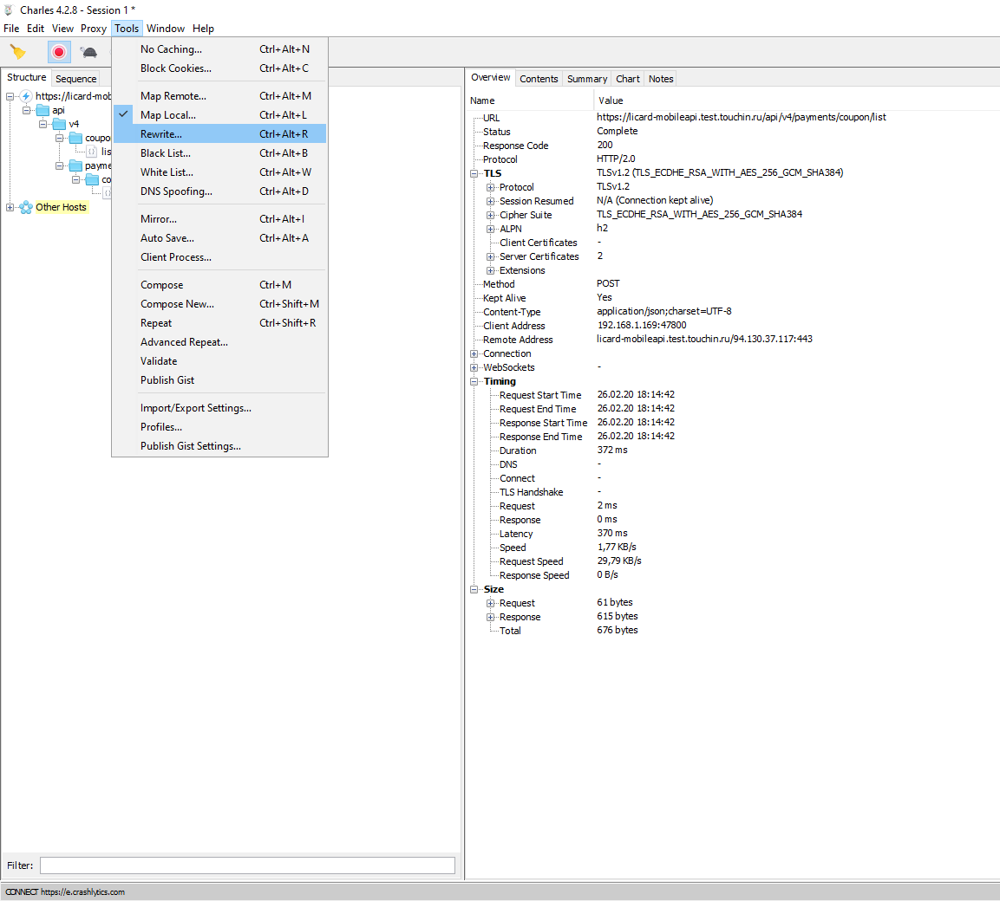 Charles 4.2.8 - Session 1 *
File Edit View Proxy Tools Window Help
Structure Sequence
https://licard-mob
api
v4
coupo
lis
payme
co
Other Hosts
No Caching... Ctrl+Alt+N
Block Cookies... Ctrl+Alt+C
Map Remote... Ctrl+Alt+M
Map Local... Ctrl+Alt+L
Rewrite... Ctrl+Alt+R
Black List... Ctrl+Alt+B
White List... Ctrl+Alt+W
DNS Spoofing... Ctrl+Alt+D
Mirror... Ctrl+Alt+I
Auto Save... Ctrl+Alt+A
Client Process...
Compose Ctrl+M
Compose New... Ctrl+Shift+M
Repeat Ctrl+Shift+R
Advanced Repeat...
Validate
Publish Gist
Import/Export Settings...
Profiles...
Publish Gist Settings...
Overview Contents Summary Chart Notes
Name Value
URL https://licard-mobileapi.test.touchin.ru/api/v4/payments/coupon/list
Status Complete
Response Code 200
Protocol HTTP/2.0
TLS TLSv1.2 (TLS_ECDHE_RSA_WITH_AES_256_GCM_SHA384)
Protocol TLSv1.2
Session Resumed N/A (Connection kept alive)
Cipher Suite TLS_ECDHE_RSA_WITH_AES_256_GCM_SHA384
ALPN h2
Client Certificates -
Server Certificates 2
Extensions
Method POST
Kept Alive Yes
Content-Type application/json;charset=UTF-8
Client Address 192.168.1.169:47800
Remote Address licard-mobileapi.test.touchin.ru/94.130.37.117:443
Connection
WebSockets -
Timing
Request Start Time 26.02.20 18:14:42
Request End Time 26.02.20 18:14:42
Response Start Time 26.02.20 18:14:42
Response End Time 26.02.20 18:14:42
Duration 372 ms
DNS -
Connect -
TLS Handshake -
Request 2 ms
Response 0 ms
Latency 370 ms
Speed 1,77 KB/s
Request Speed 29,79 KB/s
Response Speed 0 B/s
Size
Request 61 bytes
Response 615 bytes
Total 676 bytes
Filter:
CONNECT https://e.crashlytics.com